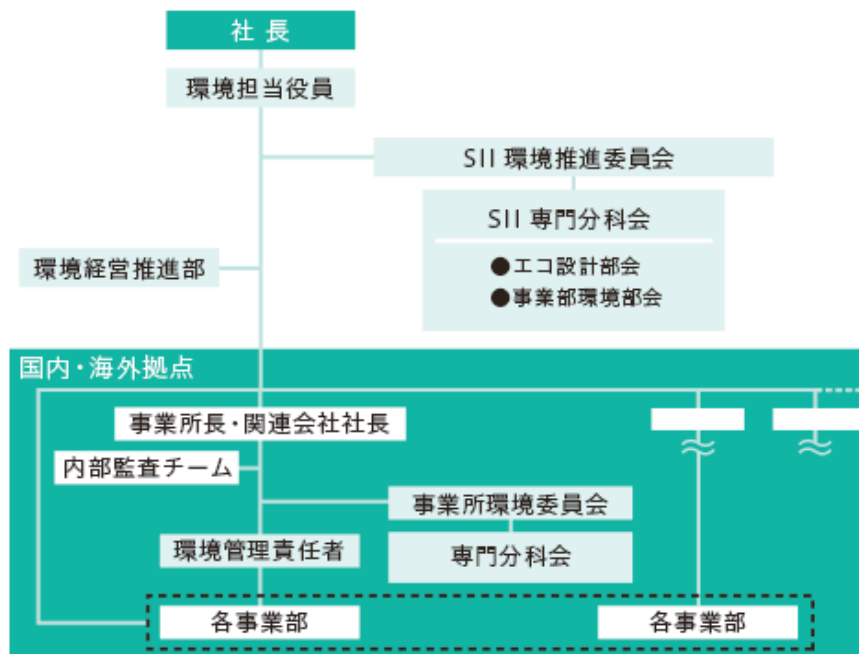 社長
環境担当役員
SII 環境推進委員会
SII 専門分科会
●エコ設計部会
●事業部環境部会
環境経営推進部
国内・海外拠点
事業所長・関連会社社長
内部監査チーム
事業所環境委員会
環境管理責任者
専門分科会
各事業部
各事業部